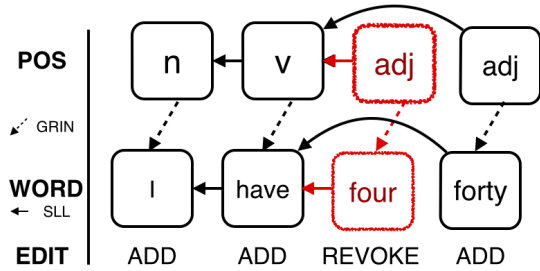 POS n v adj adj
GRIN
WORD I have four forty
SLL
EDIT ADD ADD REVOKE ADD